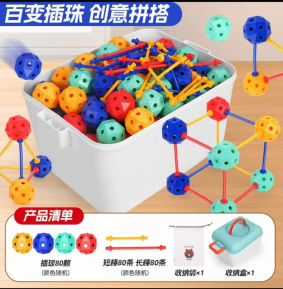 百变插珠 创意拼搭
产品清单
插球80颗
(颜色随机)
短棒80条 长棒80条
(颜色随机)
收纳袋×1
收纳盒×1